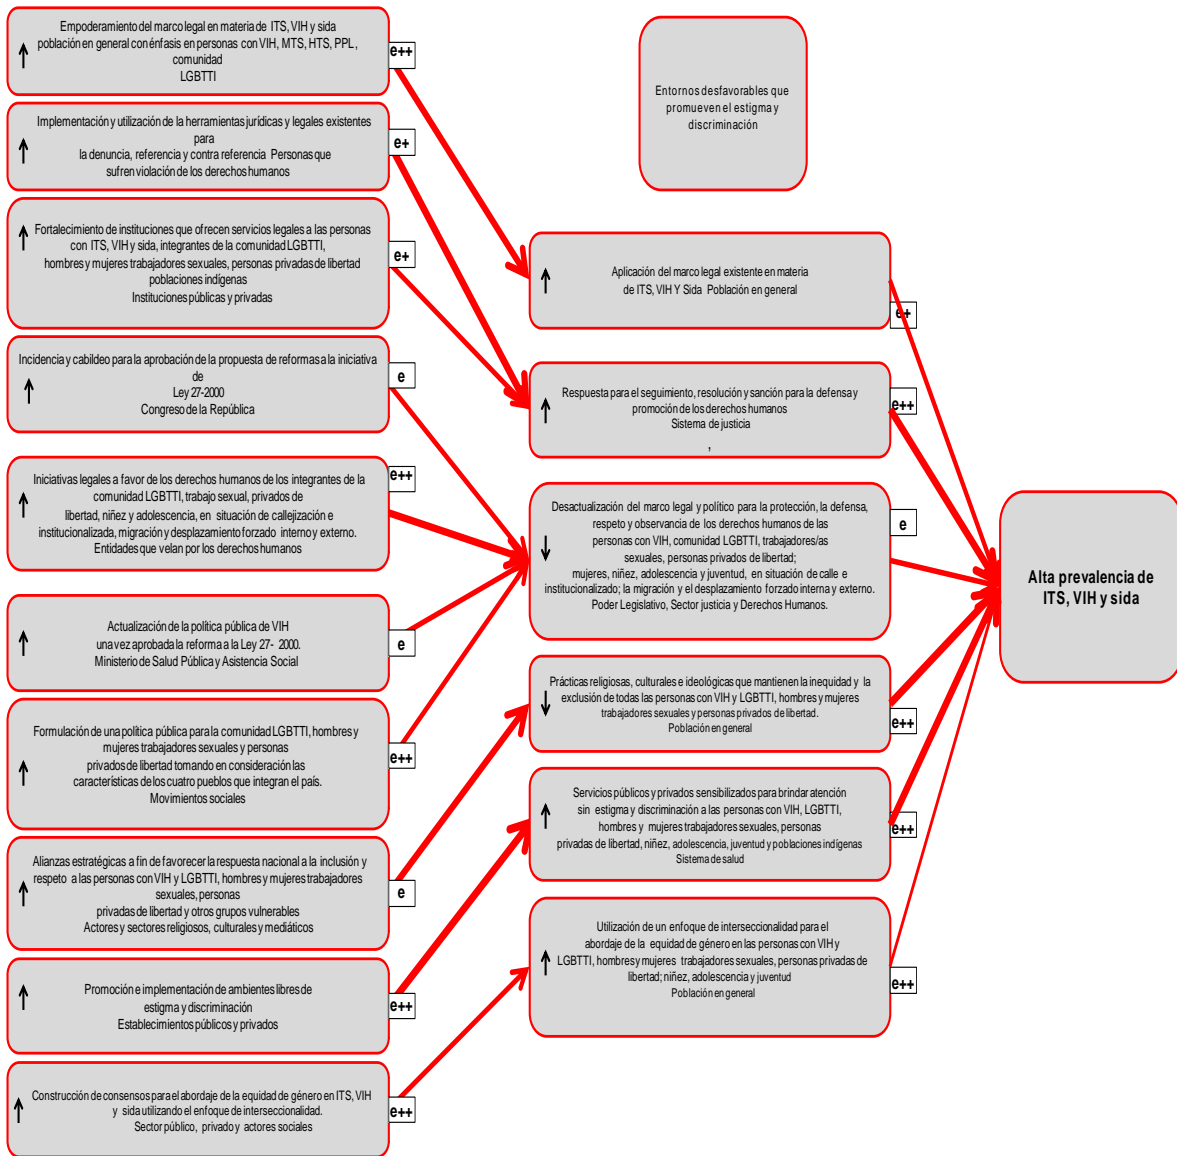 Empoderamiento del marco legal en materia de ITS, VIH y sida
población en general con énfasis en personas con VIH, MTS, HTS, PPL ,
comunidad
LGBTTI
e++
Implementación y utilización de la herramientas jurídicas y legales existentes
para
la denuncia, referencia y contra referencia Personas que
sufren violación de los derechos humanos
e+
Fortalecimiento de instituciones que ofrecen servicios legales a las personas
con ITS, VIH y sida, integrantes de la comunidad LGBTTI,
hombres y mujeres trabajadores sexuales, personas privadas de libertad
poblaciones indígenas
Instituciones públicas y privadas
e+
Incidencia y cabildeo para la aprobación de la propuesta de reformas a la iniciativa
de
Ley 27-2000
Congreso de la República
e
Iniciativas legales a favor de los derechos humanos de los integrantes de la
comunidad LGBTTI, trabajo sexual, privados de
libertad, niñez y adolescencia, en situación de callejización e
institucionalizada, migración y desplazamiento forzado interno y externo.
Entidades que velan por los derechos humanos
e++
Actualización de la política pública de VIH
una vez aprobada la reforma a la Ley 27- 2000.
Ministerio de Salud Pública y Asistencia Social
e
Formulación de una política pública para la comunidad LGBTTI, hombres y
mujeres trabajadores sexuales y personas
privados de libertad tomando en consideración las
características de los cuatro pueblos que integran el país.
Movimientos sociales
e++
Alianzas estratégicas a fin de favorecer la respuesta nacional a la inclusión y
respeto a las personas con VIH y LGBTTI, hombres y mujeres trabajadores
sexuales, personas
privadas de libertad y otros grupos vulnerables
Actores y sectores religiosos, culturales y mediáticos
e
Promoción e implementación de ambientes libres de
estigma y discriminación
Establecimientos públicos y privados
e++
Construcción de consensos para el abordaje de la equidad de género en ITS, VIH
y sida utilizando el enfoque de interseccionalidad.
Sector público, privado y actores sociales
e++
Entornos desfavorables que
promueven el estigma y
discriminación
Aplicación del marco legal existente en materia
de ITS, VIH Y Sida Población en general
e+
Respuesta para el seguimiento, resolución y sanción para la defensa y
promoción de los derechos humanos
Sistema de justicia
,
e++
Desactualización del marco legal y político para la protección, la defensa,
respeto y observancia de los derechos humanos de las
personas con VIH, comunidad LGBTTI, trabajadores/as
sexuales, personas privados de libertad;
mujeres, niñez, adolescencia y juventud, en situación de calle e
institucionalizado; la migración y el desplazamiento forzado interna y externo.
Poder Legislativo, Sector justicia y Derechos Humanos.
e
Prácticas religiosas, culturales e ideológicas que mantienen la inequidad y la
exclusión de todas las personas con VIH y LGBTTI, hombres y mujeres
trabajadores sexuales y personas privados de libertad.
Población en general
e++
Servicios públicos y privados sensibilizados para brindar atención
sin estigma y discriminación a las personas con VIH, LGBTTI,
hombres y mujeres trabajadores sexuales, personas
privadas de libertad, niñez, adolescencia, juventud y poblaciones indígenas
Sistema de salud
e++
Utilización de un enfoque de interseccionalidad para el
abordaje de la equidad de género en las personas con VIH y
LGBTTI, hombres y mujeres trabajadores sexuales, personas privadas de
libertad; niñez, adolescencia y juventud
Población en general
e++
Alta prevalencia de
ITS, VIH y sida